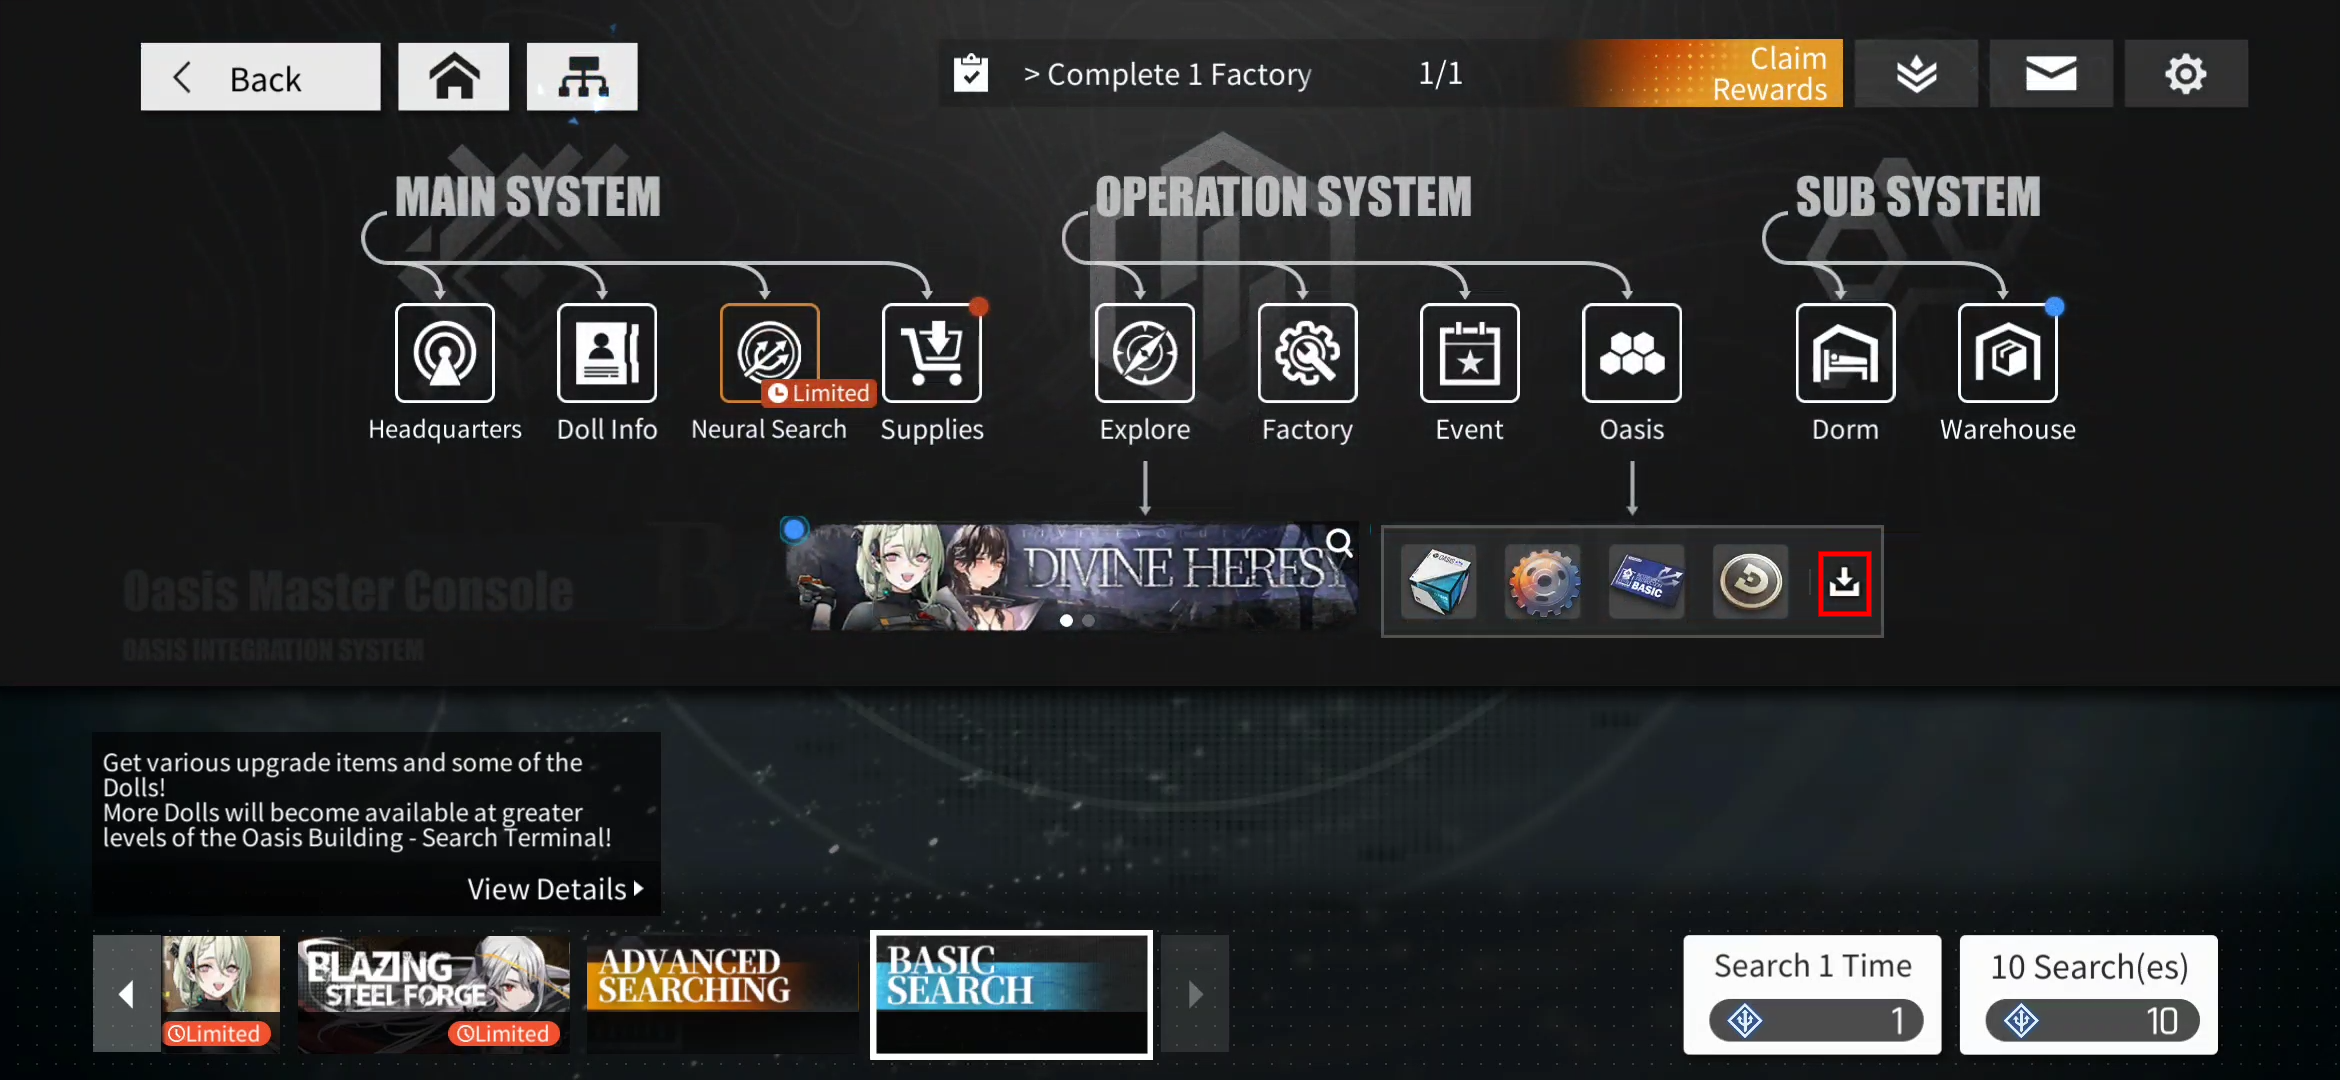 Back
> Complete 1 Factory 1/1
Claim
Rewards
MAIN SYSTEM
OPERATION SYSTEM
SUB SYSTEM
Limited
Headquarters
Doll Info
Neural Search
Supplies
Explore
Factory
Event
Oasis
Dorm
Warehouse
DIVINE HERESY
BASIC
Oasis Master Console
OASIS INTEGRATION SYSTEM
Get various upgrade items and some of the
Dolls!
More Dolls will become available at greater
levels of the Oasis Building - Search Terminal!
View Details
Limited
BLAZING
STEEL FORGE
Limited
ADVANCED
SEARCHING
BASIC
SEARCH
Search 1 Time
1
10 Search(es)
10